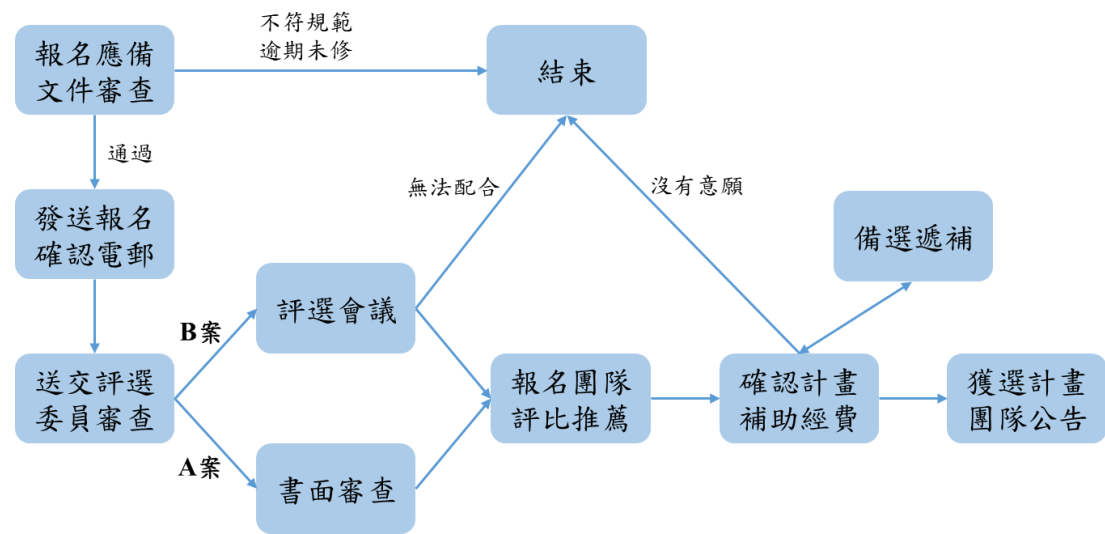 報名應備
文件審查
不符規範
逾期未修
結束
通過
發送報名
確認電郵
無法配合
沒有意願
備選遞補
評選會議
B案
送交評選
委員審查
報名團隊
評比推薦
確認計畫
補助經費
獲選計畫
團隊公告
A案
書面審查